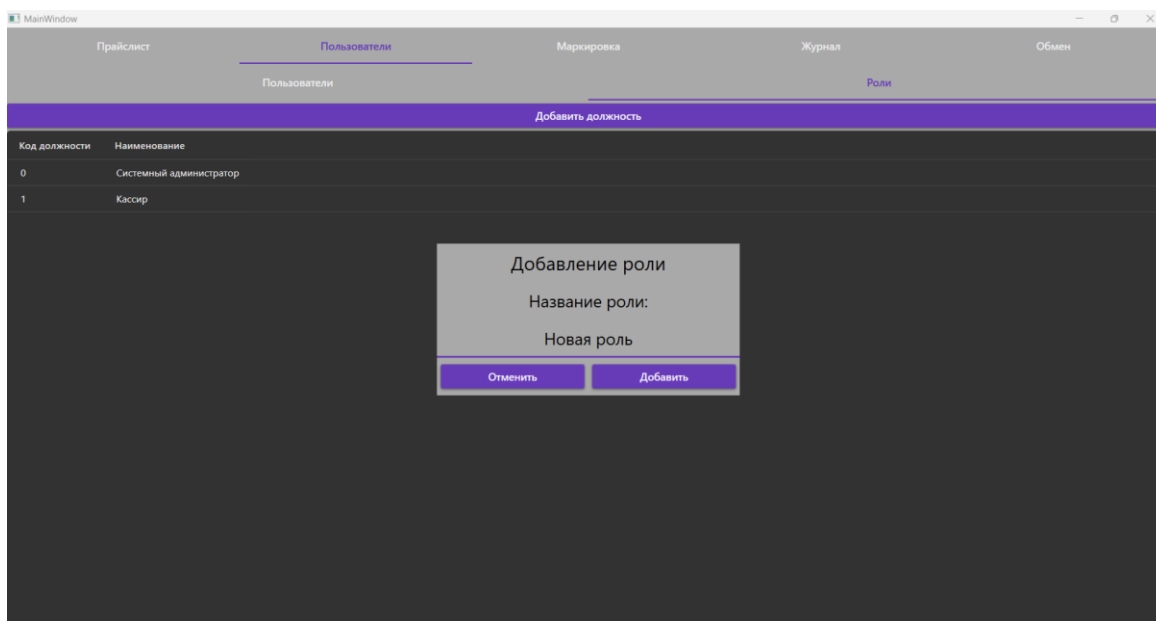 MainWindow
Прайслист Пользователи Маркировка Журнал Обмен
Пользователи Роли
Добавить должность
Код должности Наименование
0 Системный администратор
1 Кассир
Добавление роли
Название роли:
Новая роль
Отменить Добавить